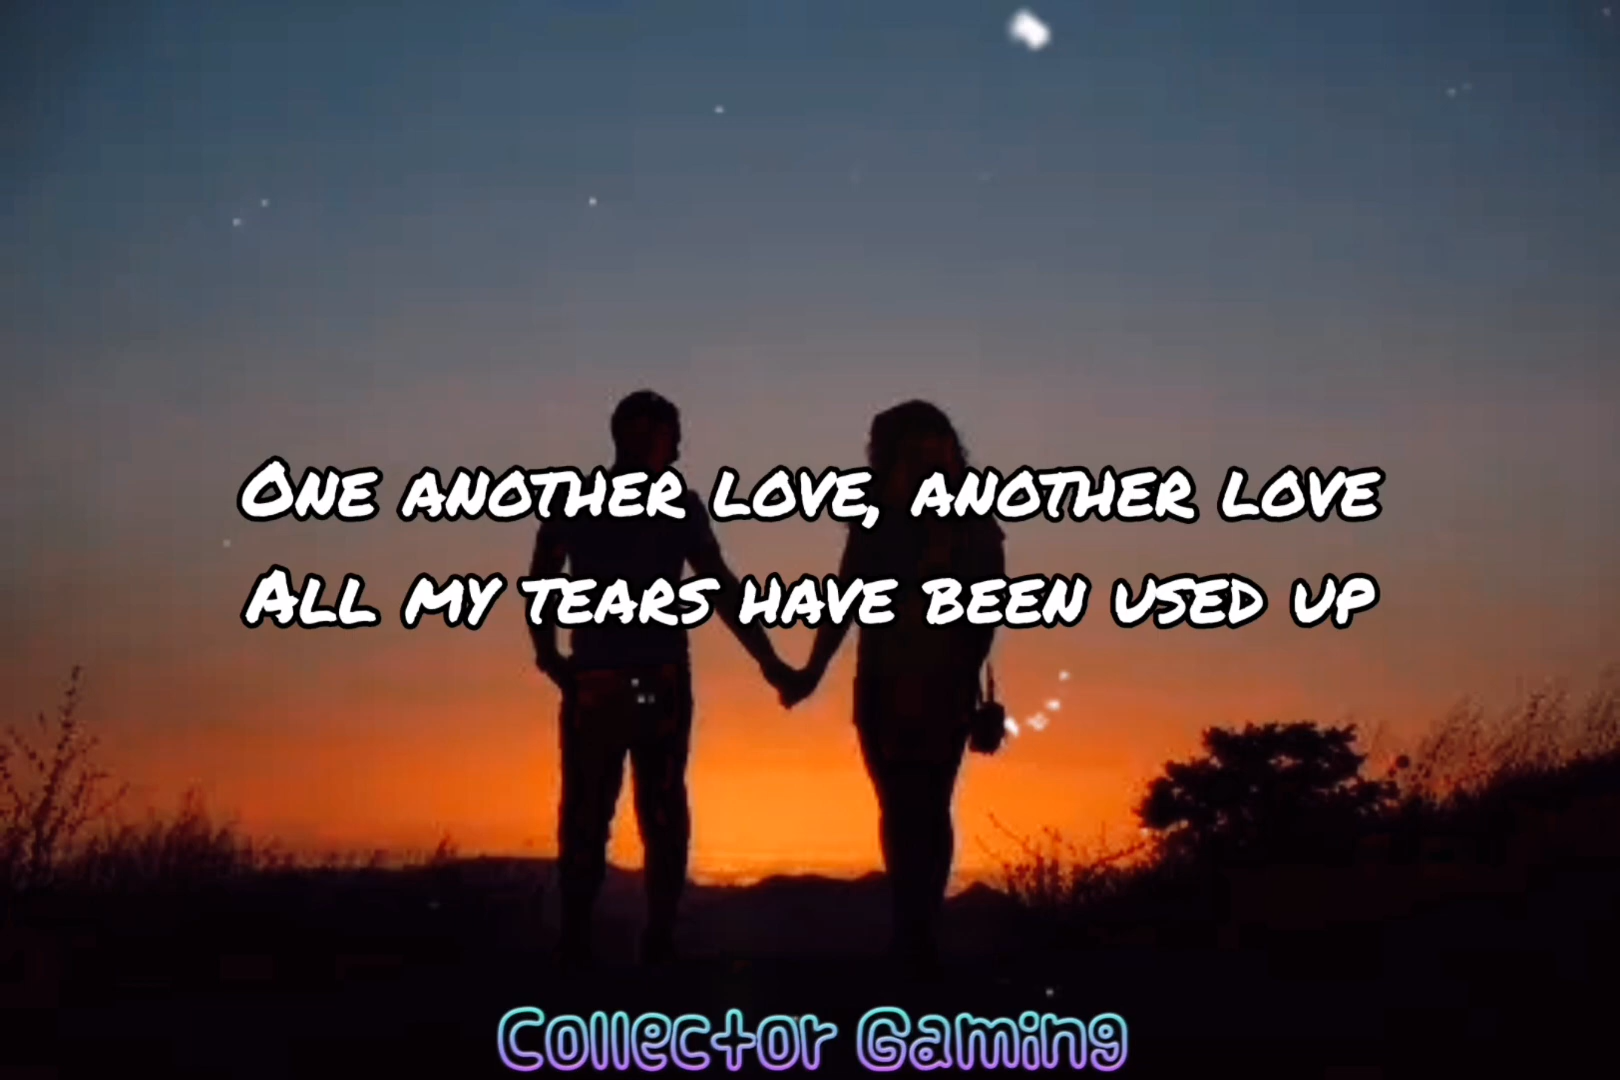 One another love, another love
All my tears have been used up
Collector Gaming